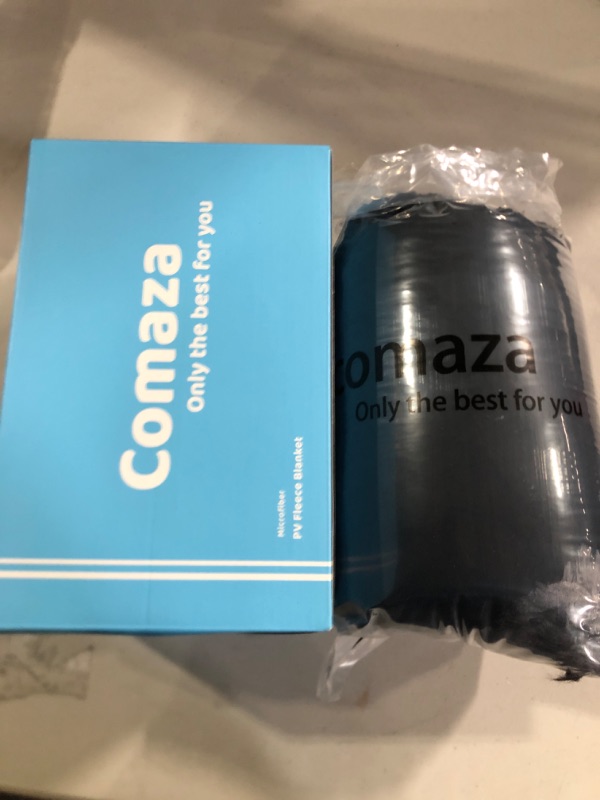 Comaza
Only the best for you
Microfiber
PV Fleece Blanket
comaza
Only the best for you